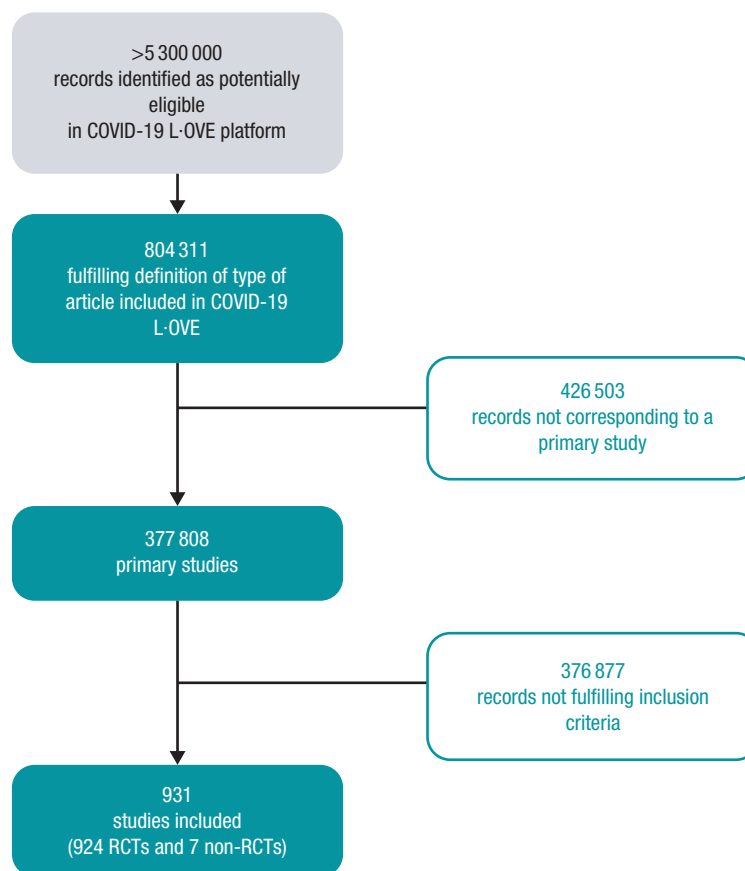 >5 300 000
records identified as potentially
eligible
in COVID-19 L·OVE platform
804 311
fulfilling definition of type of
article included in COVID-19
L·OVE
426 503
records not corresponding to a
primary study
377 808
primary studies
376 877
records not fulfilling inclusion
criteria
931
studies included
(924 RCTs and 7 non-RCTs)